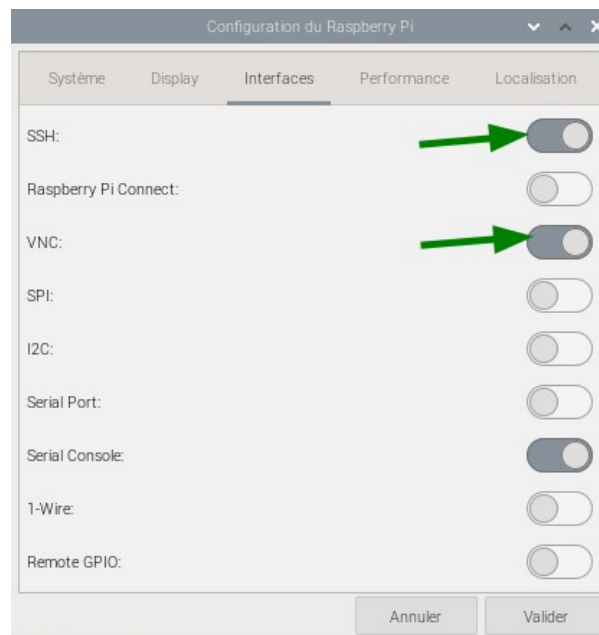 Configuration du Raspberry Pi
Système Display Interfaces Performance Localisation
SSH:
Raspberry Pi Connect:
VNC:
SPI:
I2C:
Serial Port:
Serial Console:
1-Wire:
Remote GPIO:
Annuler Valider